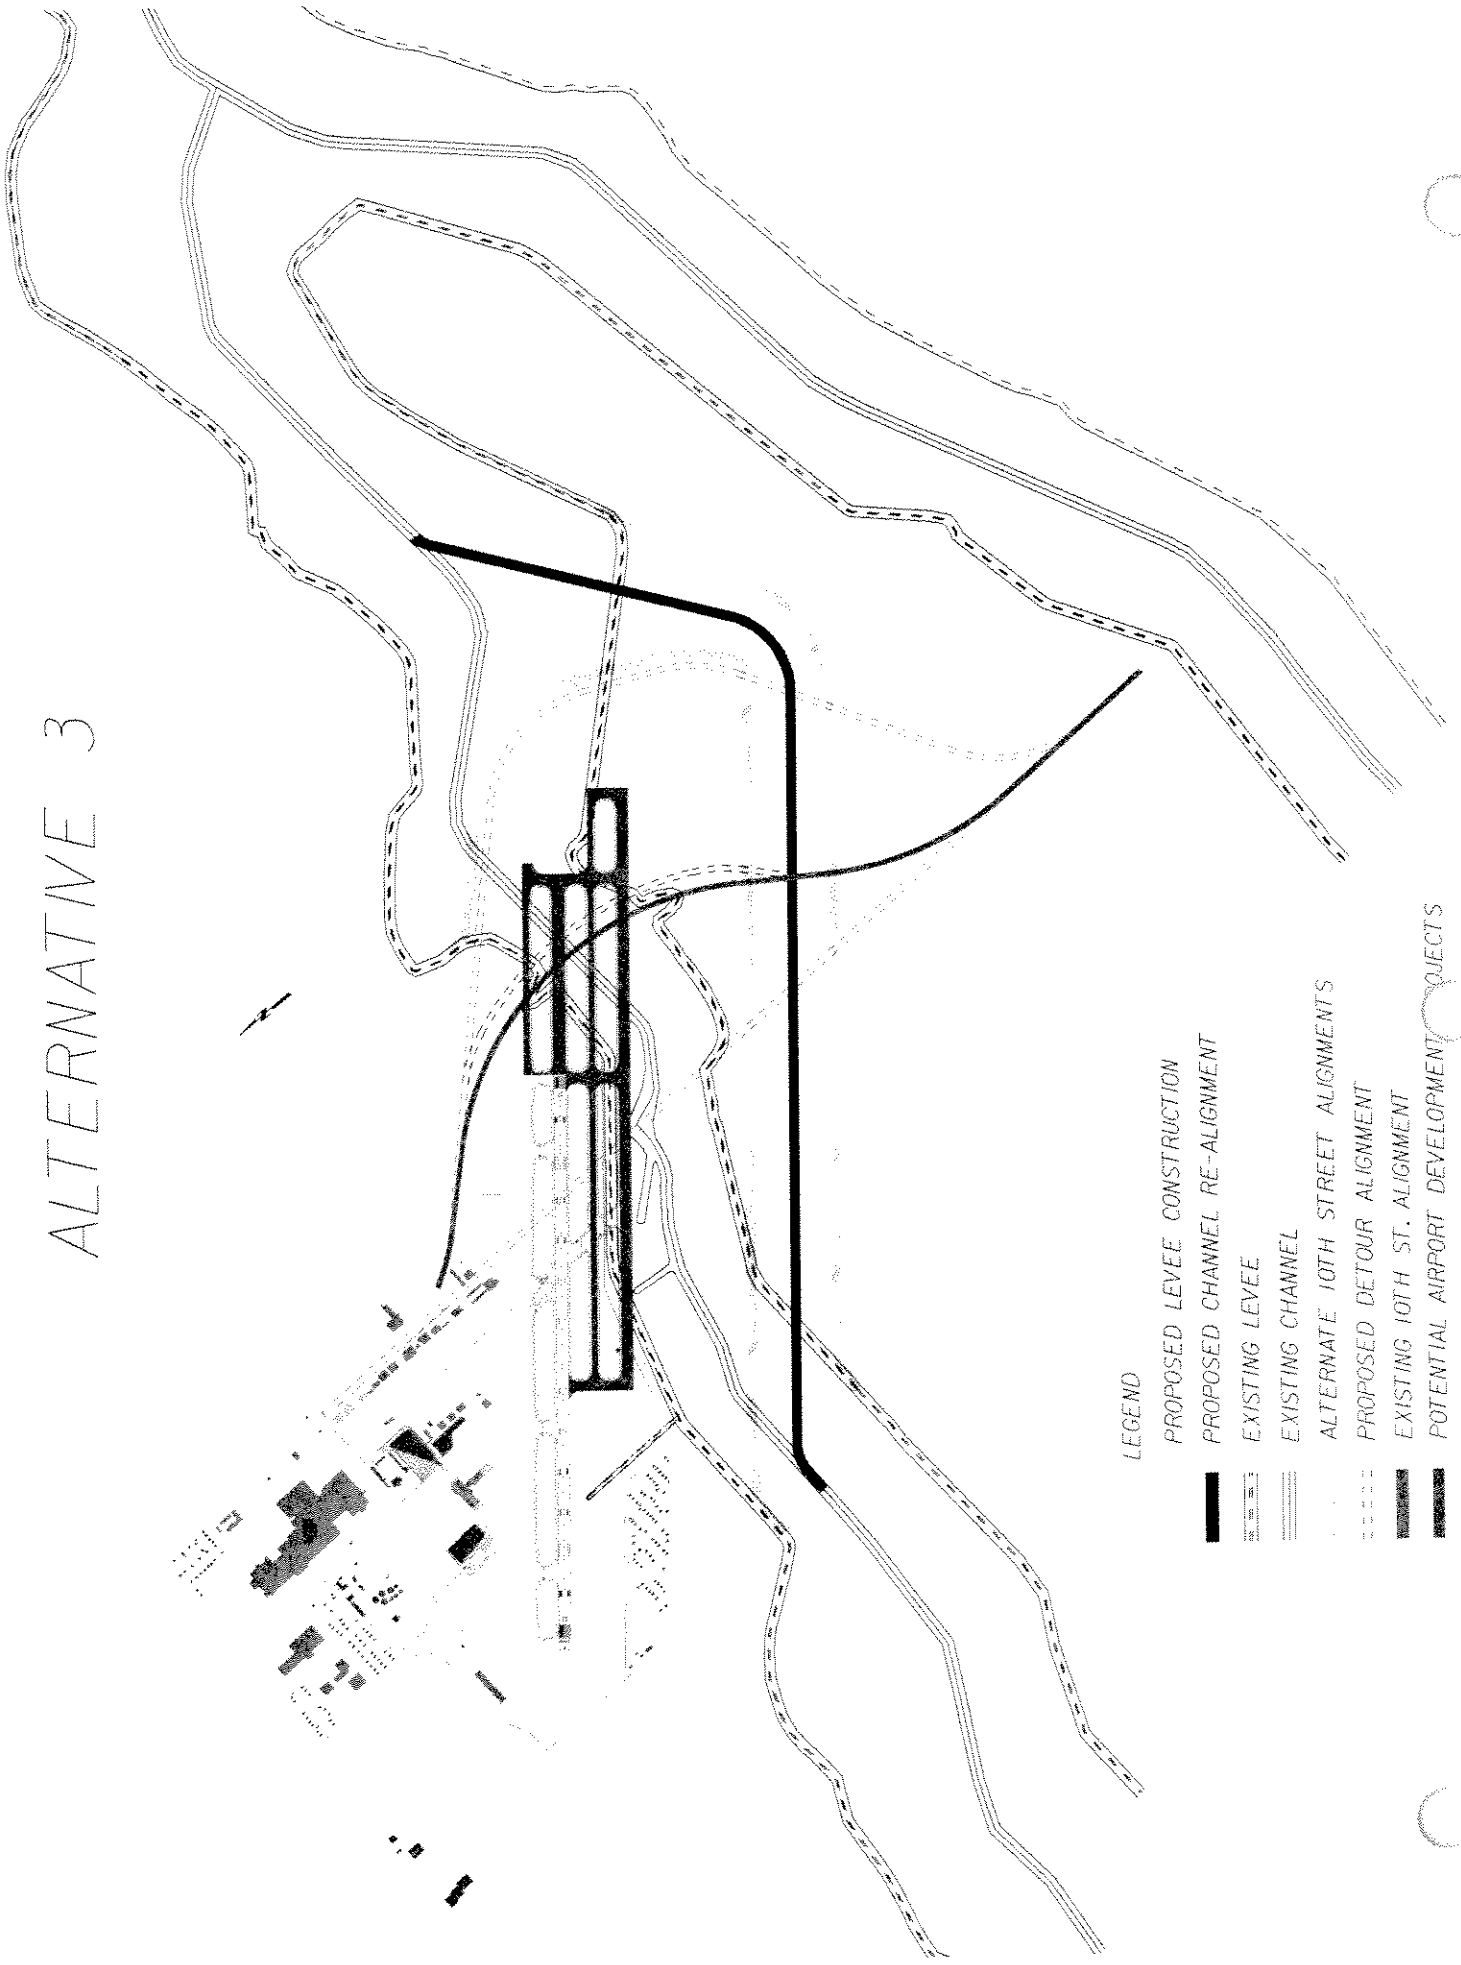 ALTERNATIVE 3
LEGEND
PROPOSED LEVEE CONSTRUCTION
PROPOSED CHANNEL RE-ALIGNMENT
EXISTING LEVEE
EXISTING CHANNEL
ALTERNATE 10TH STREET ALIGNMENTS
PROPOSED DETOUR ALIGNMENT
EXISTING 10TH ST. ALIGNMENT
POTENTIAL AIRPORT DEVELOPMENT OJECTS